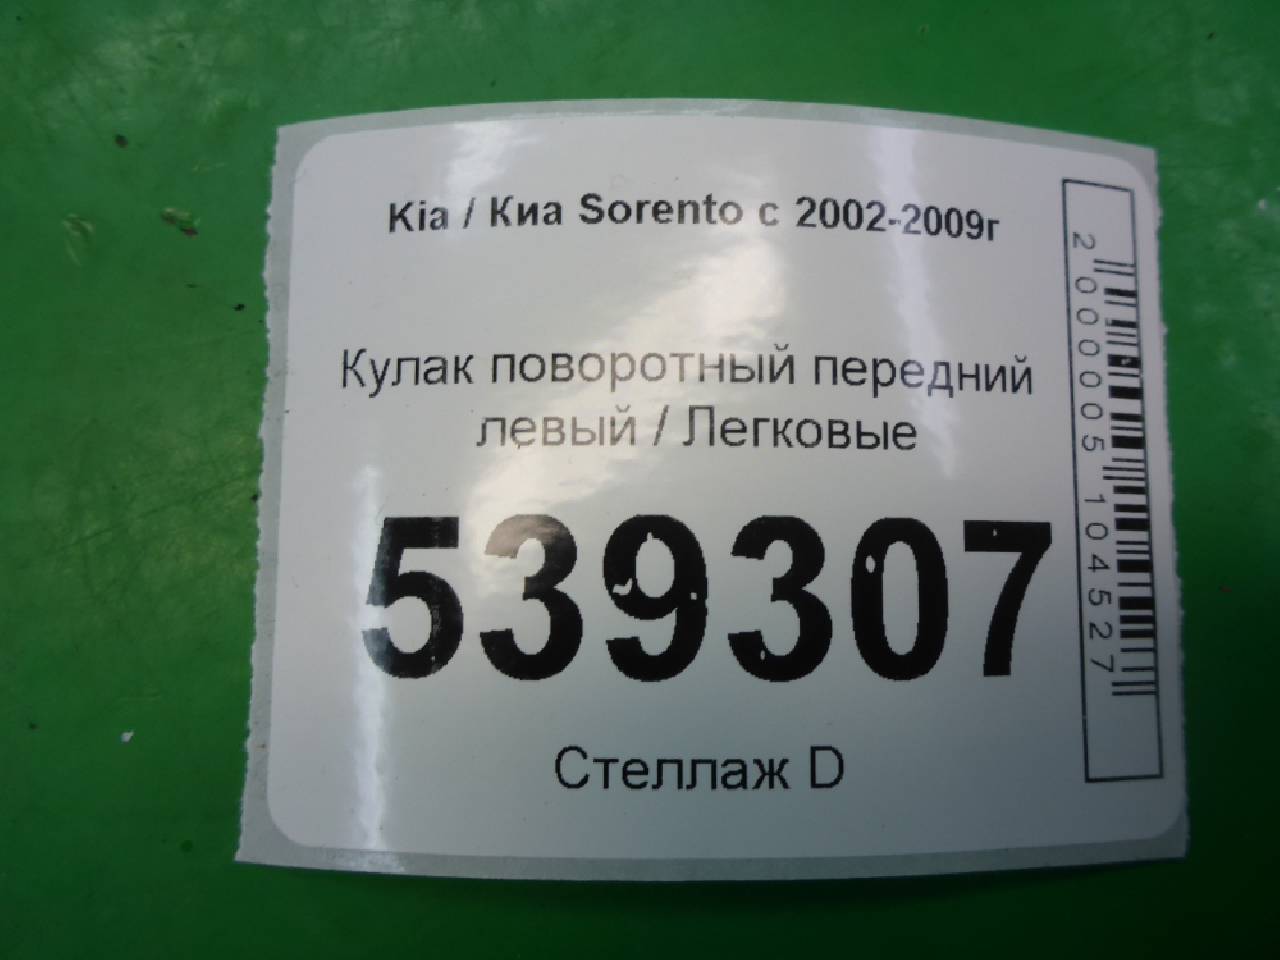 Kia / Киа Sorento с 2002-2009г
Кулак поворотный передний
левый / Легковые
539307
Стеллаж D
2000005104527